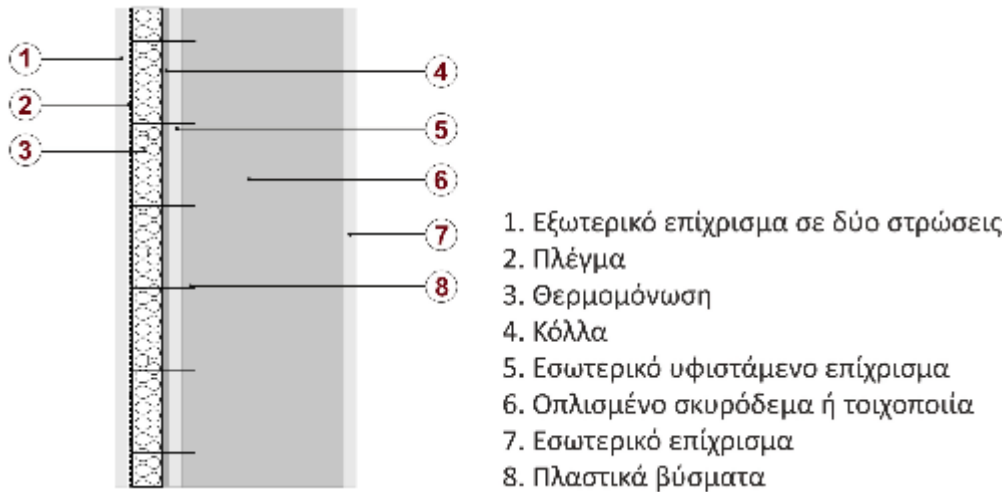 1
2
3
4
5
6
7
8
1. Εξωτερικό επίχρισμα σε δύο στρώσεις
2. Πλέγμα
3. Θερμομόνωση
4. Κόλλα
5. Εσωτερικό υφιστάμενο επίχρισμα
6. Οπλισμένο σκυρόδεμα ή τοιχοποιία
7. Εσωτερικό επίχρισμα
8. Πλαστικά βύσματα